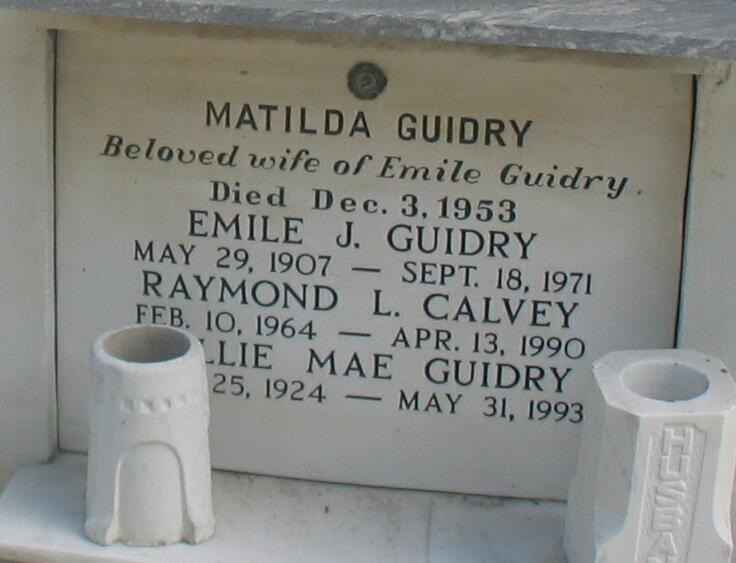 MATILDA GUIDRY
Beloved wife of Emile Guidry.
Died Dec. 3, 1953
EMILE J. GUIDRY
MAY 29, 1907 — SEPT. 18, 1971
RAYMOND L. CALVEY
FEB. 10, 1964 — APR. 13, 1990
MAE GUIDRY
25, 1924 — MAY 31, 1993